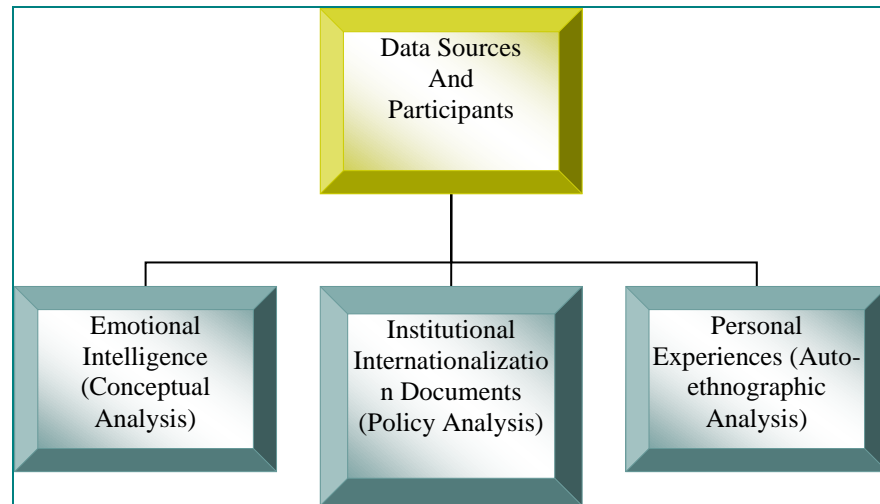 Data Sources
And
Participants
Emotional
Intelligence
(Conceptual
Analysis)
Institutional
Internationalizatio
n Documents
(Policy Analysis)
Personal
Experiences (Auto-
ethnographic
Analysis)